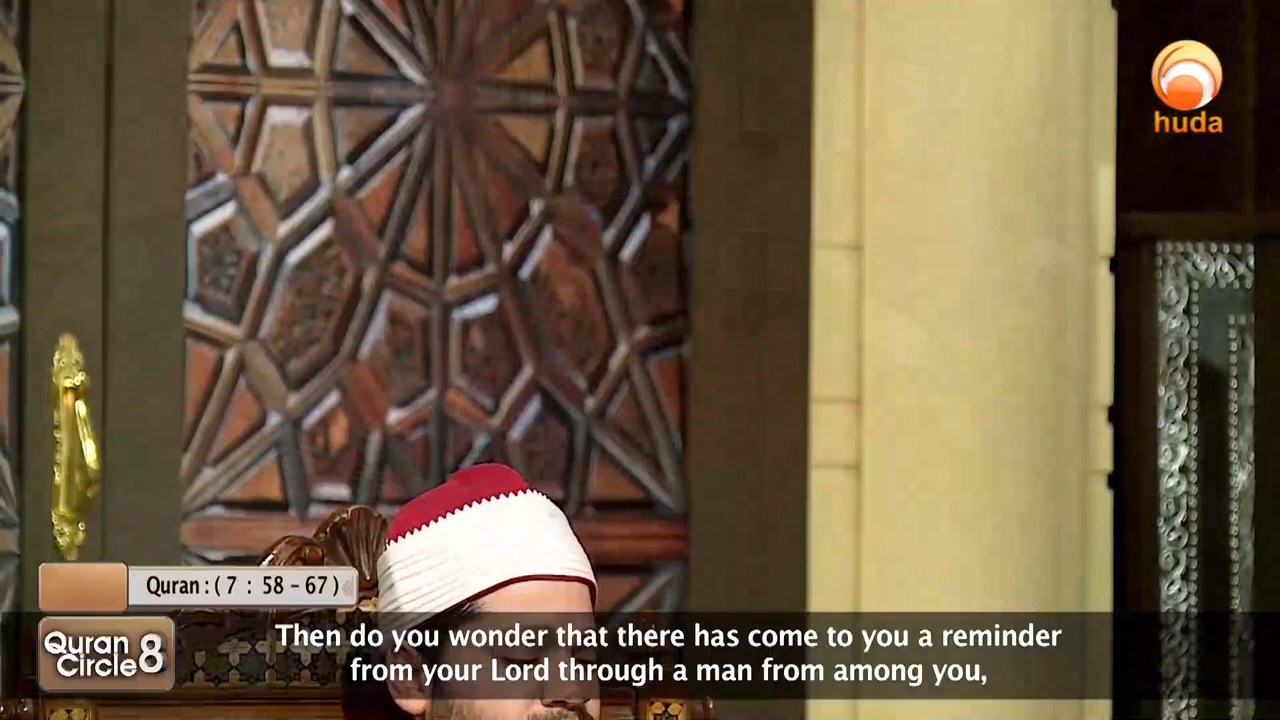 huda
Quran : ( 7 : 58 - 67 )
Quran
Circle 8
Then do you wonder that there has come to you a reminder
from your Lord through a man from among you,